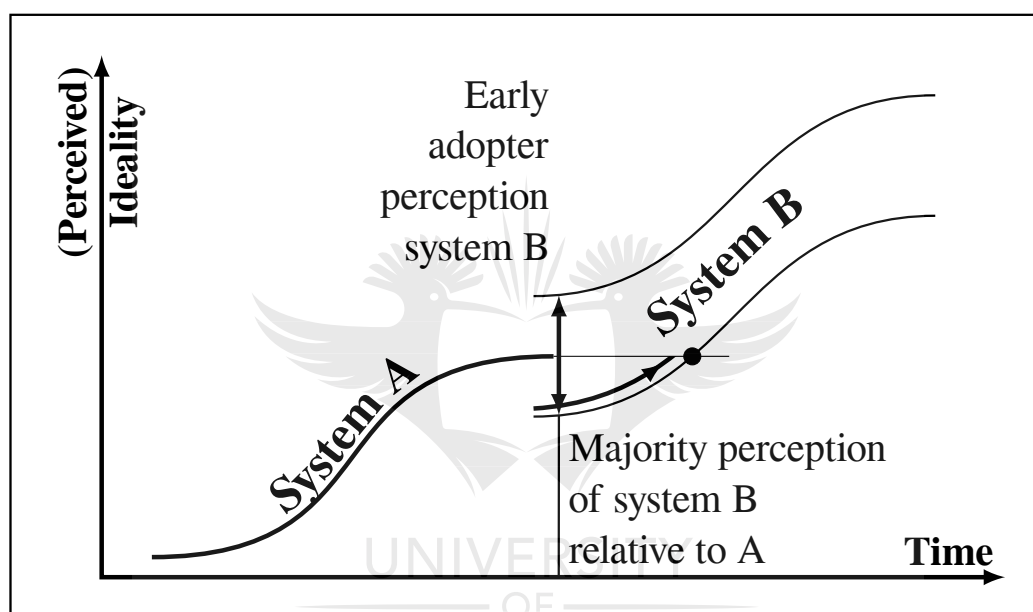 (Perceived)
Ideality
Early
adopter
perception
system B
System B
System A
Majority perception
of system B
relative to A
Time
UNIVERSITY
OF